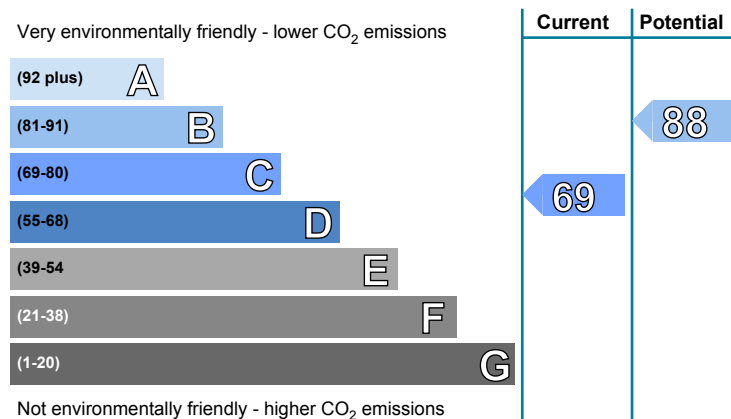 Current Potential
Very environmentally friendly - lower CO₂ emissions
(92 plus) A
(81-91) B
88
(69-80) C
69
(55-68) D
(39-54 E
(21-38) F
(1-20) G
Not environmentally friendly - higher CO₂ emissions